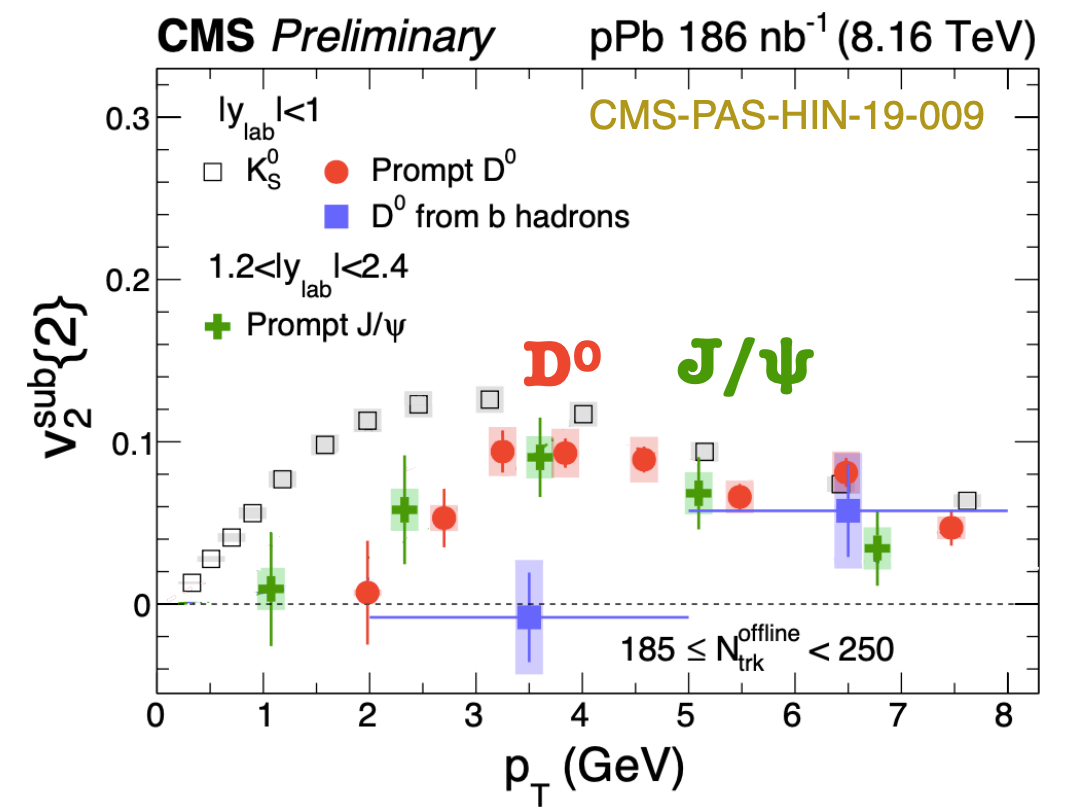 CMS Preliminary pPb 186 nb⁻¹ (8.16 TeV)
CMS-PAS-HIN-19-009
|y_lab|<1
K⁰_S Prompt D⁰
D⁰ from b hadrons
1.2<|y_lab|<2.4
Prompt J/ψ
D⁰ J/ψ
185 ≤ N_trk^offline < 250
v₂^sub{2}
0.3
0.2
0.1
0
0 1 2 3 4 5 6 7 8
p_T (GeV)